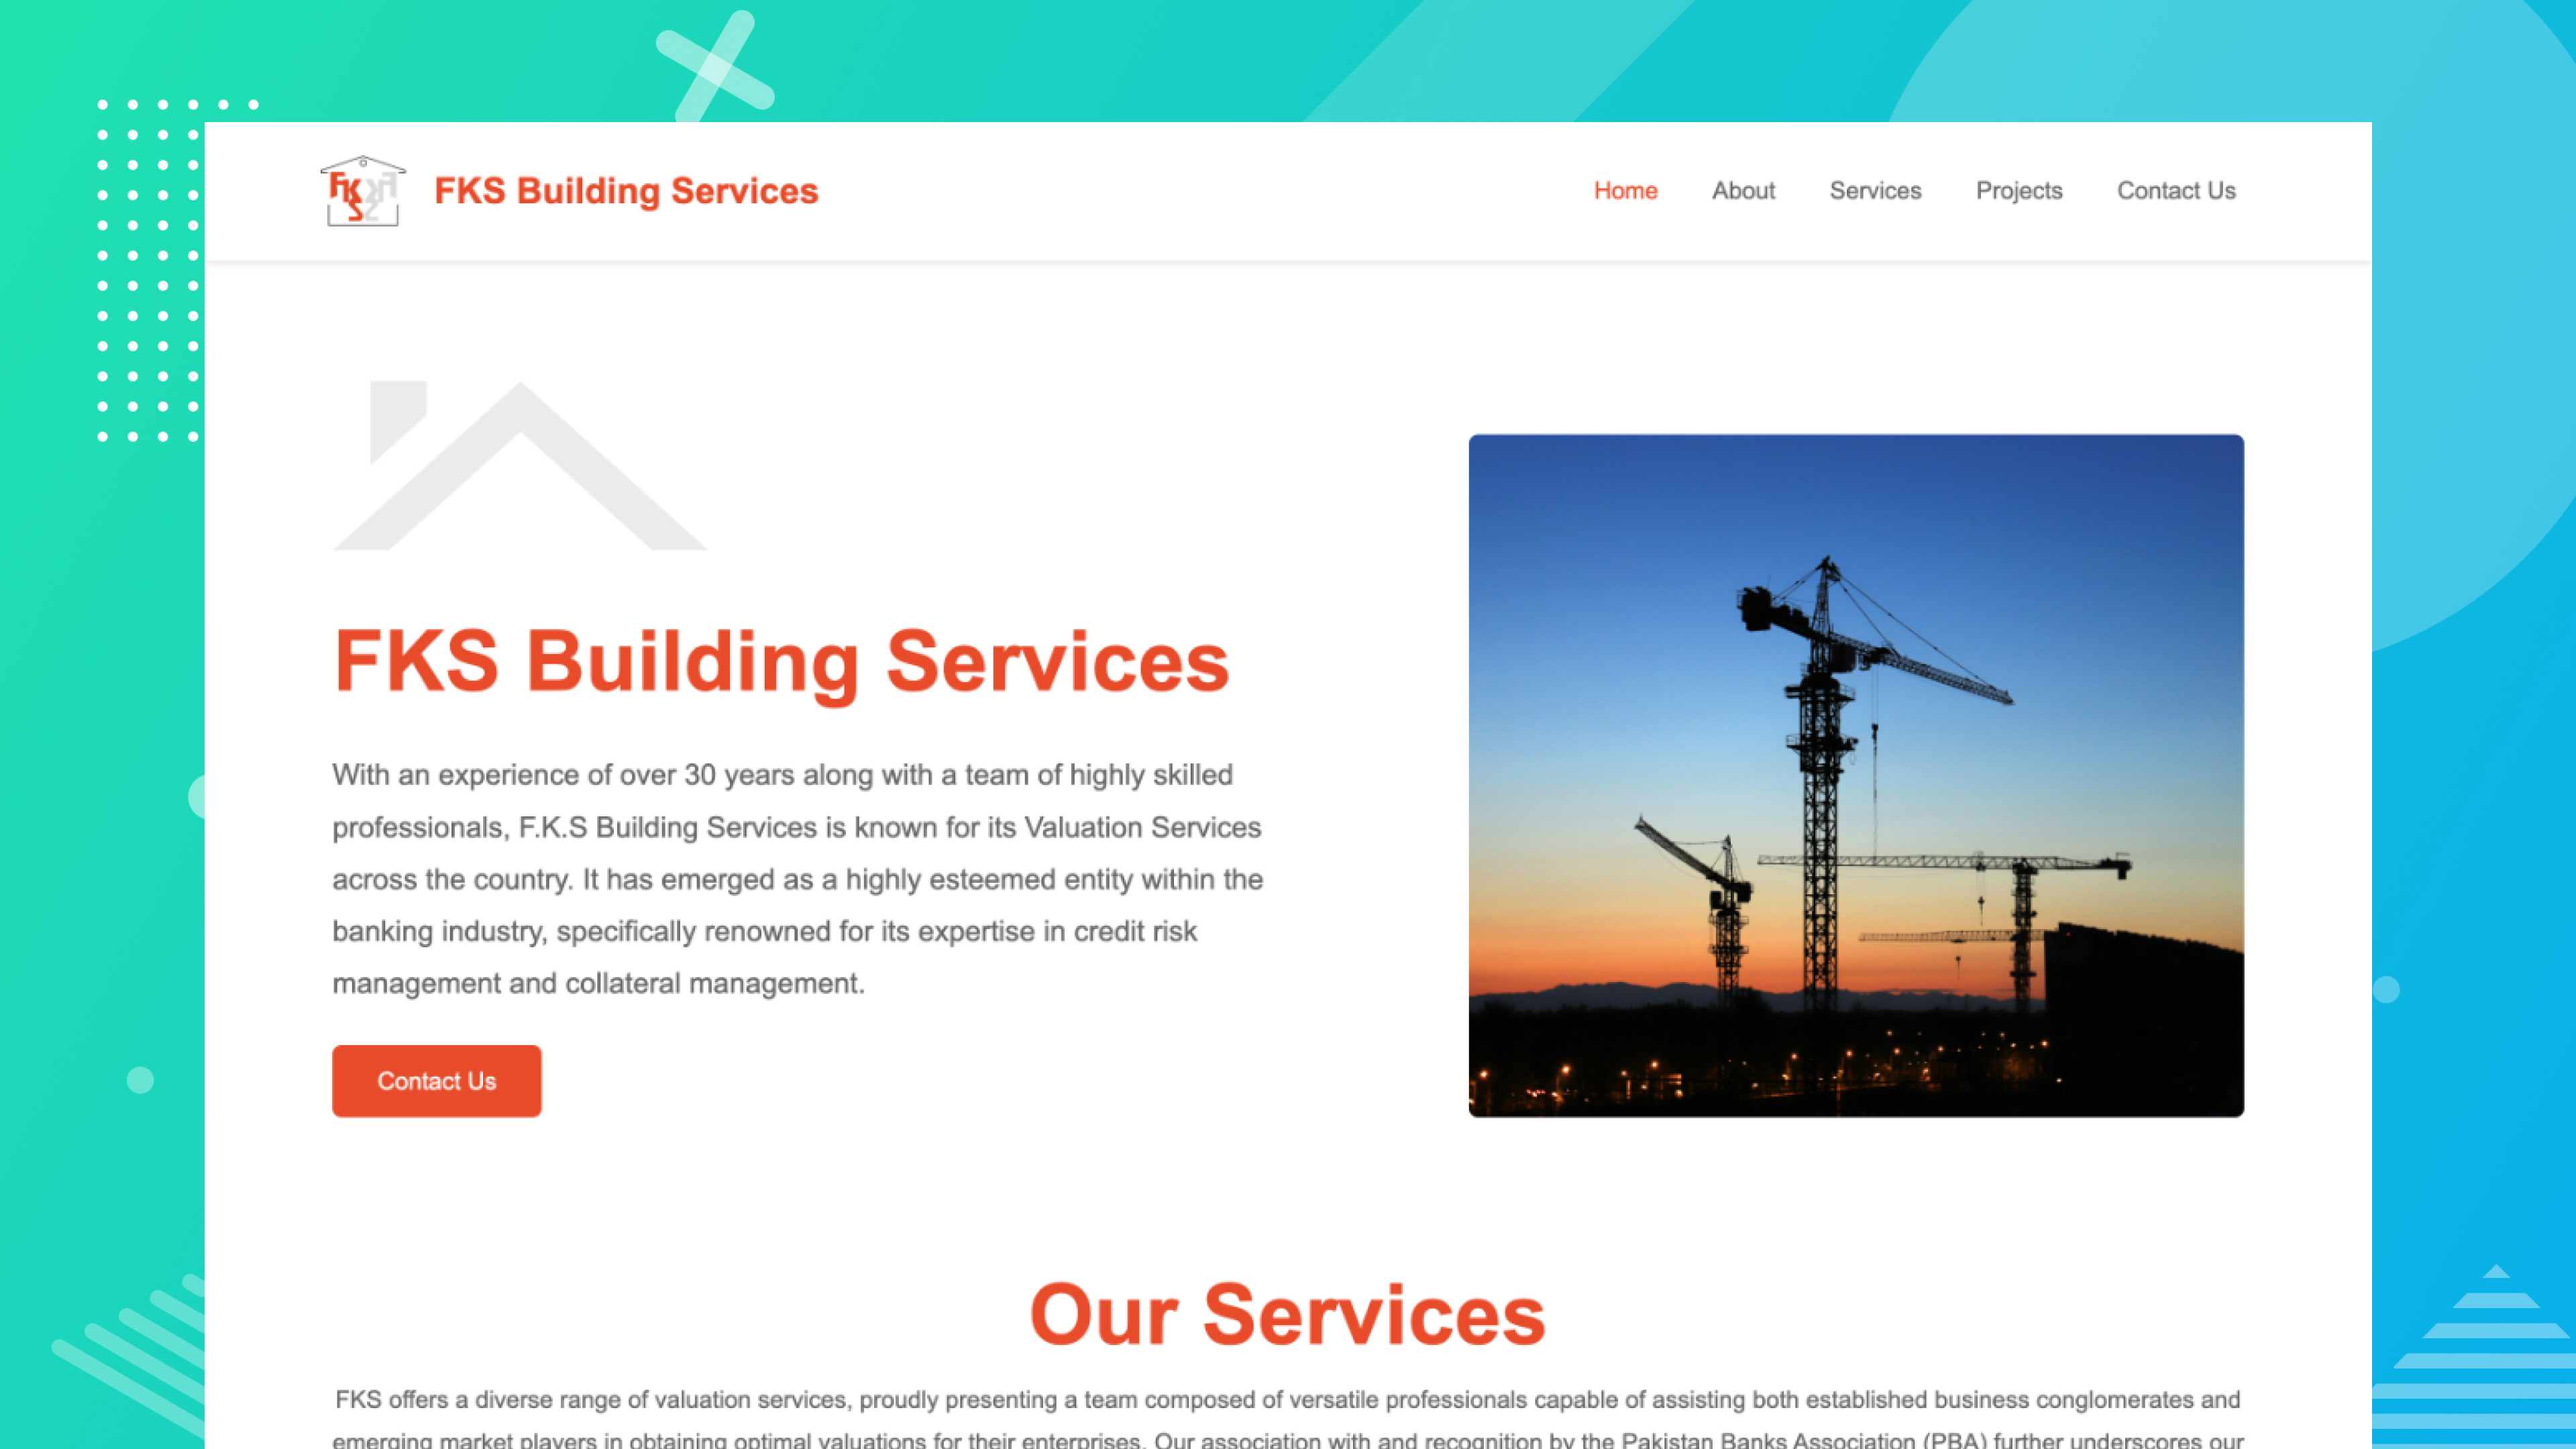 FKS
FKS Building Services
Home
About
Services
Projects
Contact Us
FKS Building Services
With an experience of over 30 years along with a team of highly skilled
professionals, F.K.S Building Services is known for its Valuation Services
across the country. It has emerged as a highly esteemed entity within the
banking industry, specifically renowned for its expertise in credit risk
management and collateral management.
Contact Us
Our Services
FKS offers a diverse range of valuation services, proudly presenting a team composed of versatile professionals capable of assisting both established business conglomerates and
emerging market players in obtaining optimal valuations for their enterprises. Our association with and recognition by the Pakistan Banks Association (PBA) further underscores our